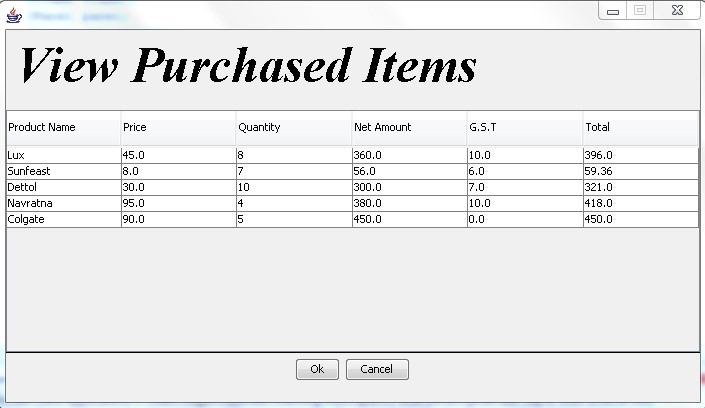 View Purchased Items
Product Name Price Quantity Net Amount G.S.T Total
Lux 45.0 8 360.0 10.0 396.0
Sunfeast 8.0 7 56.0 6.0 59.36
Dettol 30.0 10 300.0 7.0 321.0
Navratna 95.0 4 380.0 10.0 418.0
Colgate 90.0 5 450.0 0.0 450.0
Ok Cancel